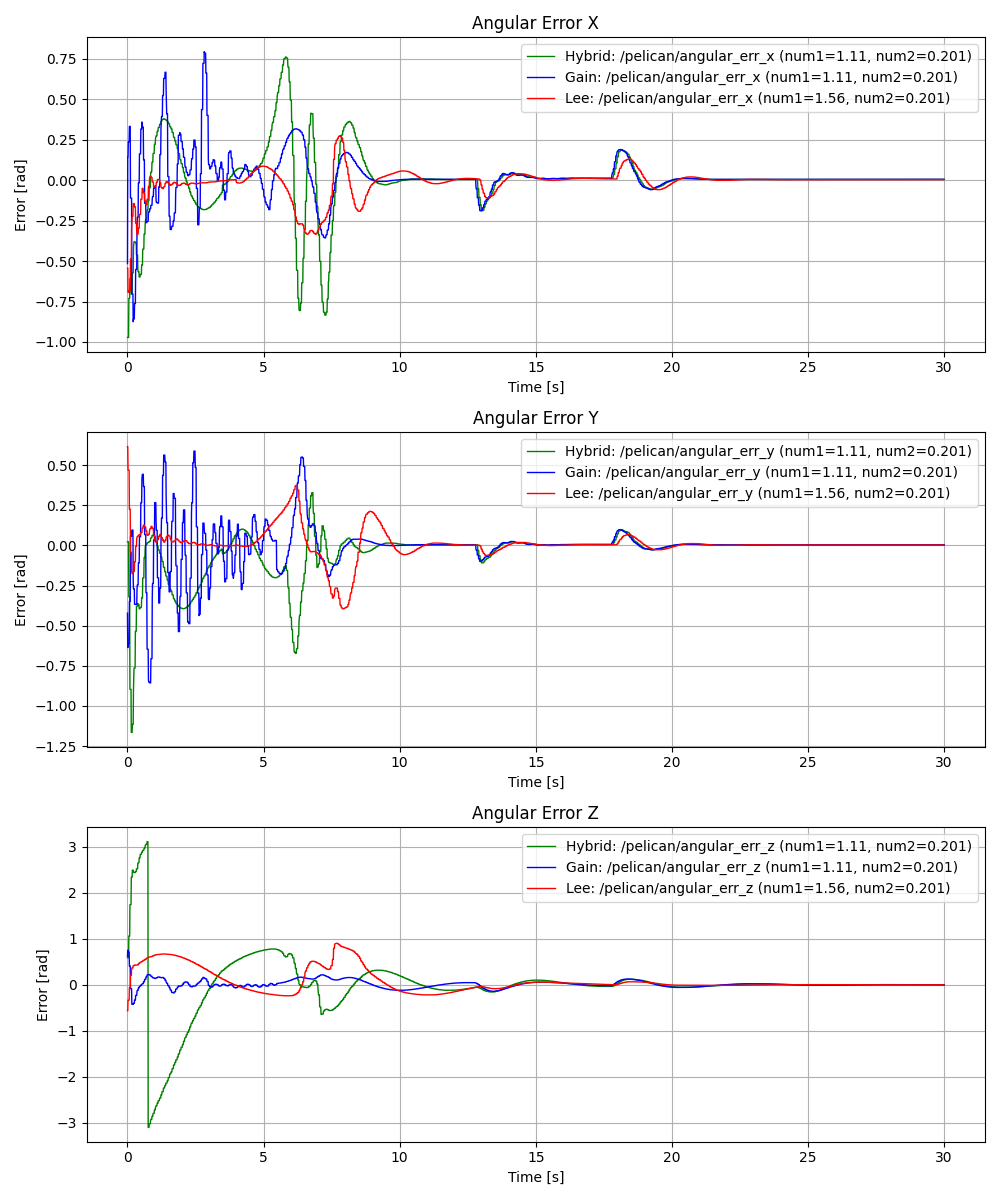 Angular Error X
Error [rad]
0.75
0.50
0.25
0.00
−0.25
−0.50
−0.75
−1.00
Hybrid: /pelican/angular_err_x (num1=1.11, num2=0.201)
Gain: /pelican/angular_err_x (num1=1.11, num2=0.201)
Lee: /pelican/angular_err_x (num1=1.56, num2=0.201)
0 5 10 15 20 25 30
Time [s]
Angular Error Y
Error [rad]
0.50
0.25
0.00
−0.25
−0.50
−0.75
−1.00
−1.25
Hybrid: /pelican/angular_err_y (num1=1.11, num2=0.201)
Gain: /pelican/angular_err_y (num1=1.11, num2=0.201)
Lee: /pelican/angular_err_y (num1=1.56, num2=0.201)
0 5 10 15 20 25 30
Time [s]
Angular Error Z
Error [rad]
3
2
1
0
−1
−2
−3
Hybrid: /pelican/angular_err_z (num1=1.11, num2=0.201)
Gain: /pelican/angular_err_z (num1=1.11, num2=0.201)
Lee: /pelican/angular_err_z (num1=1.56, num2=0.201)
0 5 10 15 20 25 30
Time [s]